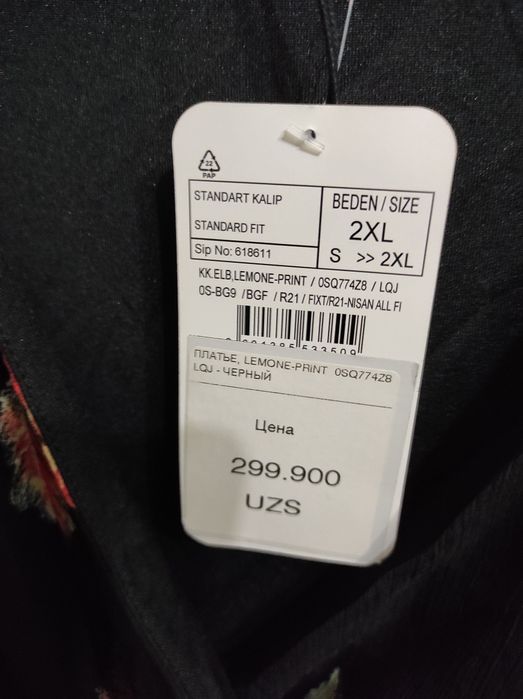 22
PAP
STANDART KALIP
STANDARD FIT
Sip No: 618611
BEDEN / SIZE
2XL
S >> 2XL
KK.ELB,LEMONE-PRINT / 0SQ774Z8 / LQJ
0S-BG9 /BGF / R21 / FIXT/R21-NISAN ALL FI
ПЛАТЬЕ, LEMONE-PRINT 0SQ774Z8
LQJ - ЧЕРНЫЙ
Цена
299.900
UZS